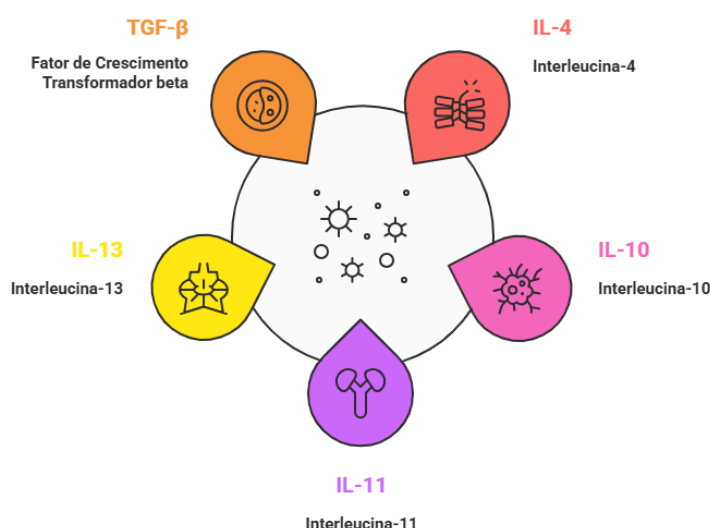 TGF-β
Fator de Crescimento
Transformador beta
IL-4
Interleucina-4
IL-13
Interleucina-13
IL-10
Interleucina-10
IL-11
Interleucina-11